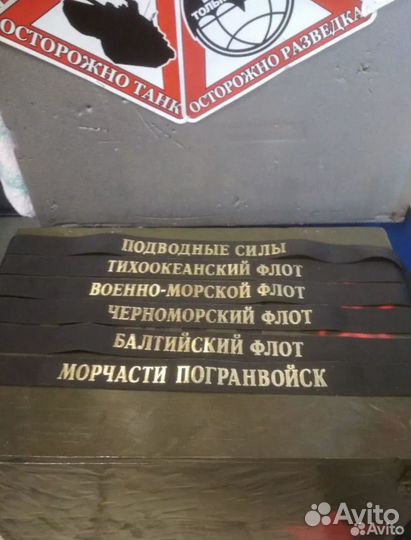 ОСТОРОЖНО ТАНК
ТОЛЬ
ОСТОРОЖНО РАЗВЕДКА
ПОДВОДНЫЕ СИЛЫ
ТИХООКЕАНСКИЙ ФЛОТ
ВОЕННО-МОРСКОЙ ФЛОТ
ЧЕРНОМОРСКИЙ ФЛОТ
БАЛТИЙСКИЙ ФЛОТ
МОРЧАСТИ ПОГРАНВОЙСК
Avito
Avito